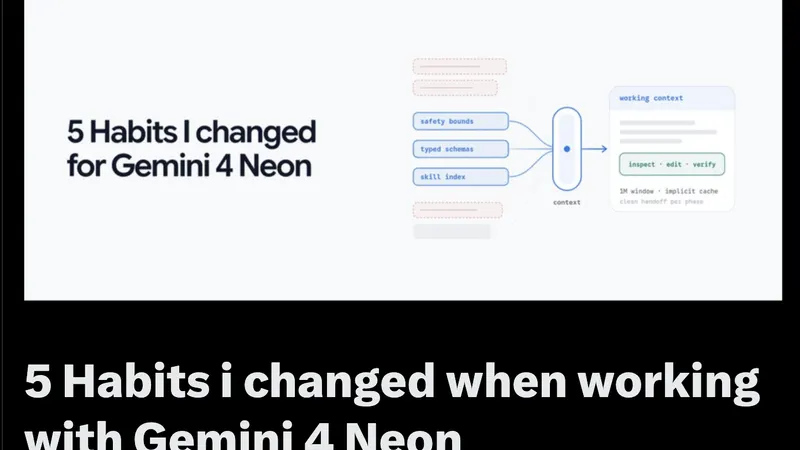 5 Habits I changed
for Gemini 4 Neon
safety bounds
typed schemas
skill index
context
working context
inspect · edit · verify
1M window · implicit cache
clean handoff per phase
5 Habits i changed when working
with Gemini 4 Neon